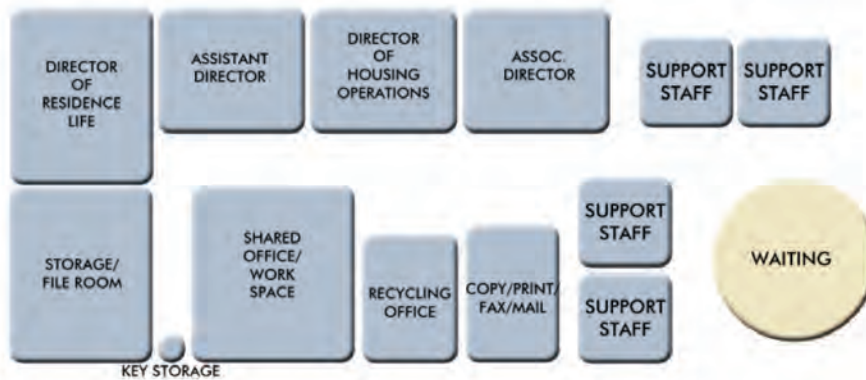 DIRECTOR
OF
RESIDENCE
LIFE
ASSISTANT
DIRECTOR
DIRECTOR
OF
HOUSING
OPERATIONS
ASSOC.
DIRECTOR
SUPPORT
STAFF
SUPPORT
STAFF
STORAGE/
FILE ROOM
KEY STORAGE
SHARED
OFFICE/
WORK
SPACE
RECYCLING
OFFICE
COPY/PRINT/
FAX/MAIL
SUPPORT
STAFF
SUPPORT
STAFF
WAITING